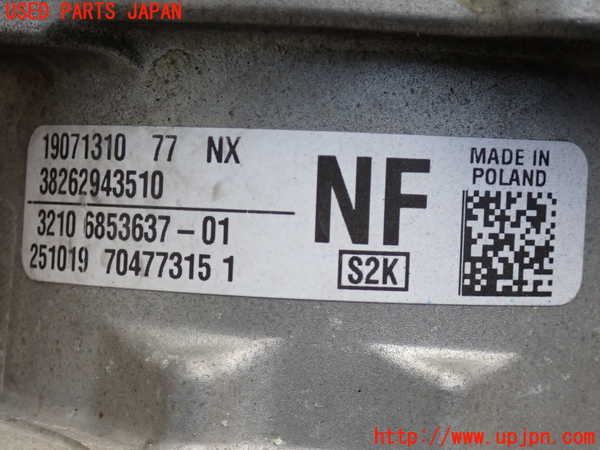 USED PARTS JAPAN
19071310 77 NX
38262943510
3210 6853637-01
251019 70477315 1
NF
S2K
MADE IN
POLAND
UPJ
http://www.upjpn.com/